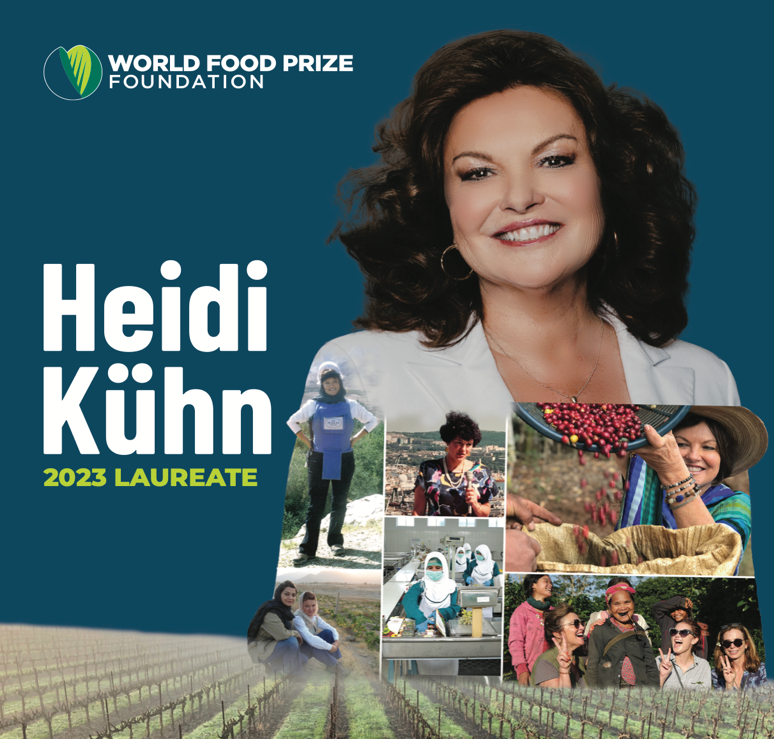 WORLD FOOD PRIZE
FOUNDATION
Heidi
Kühn
2023 LAUREATE